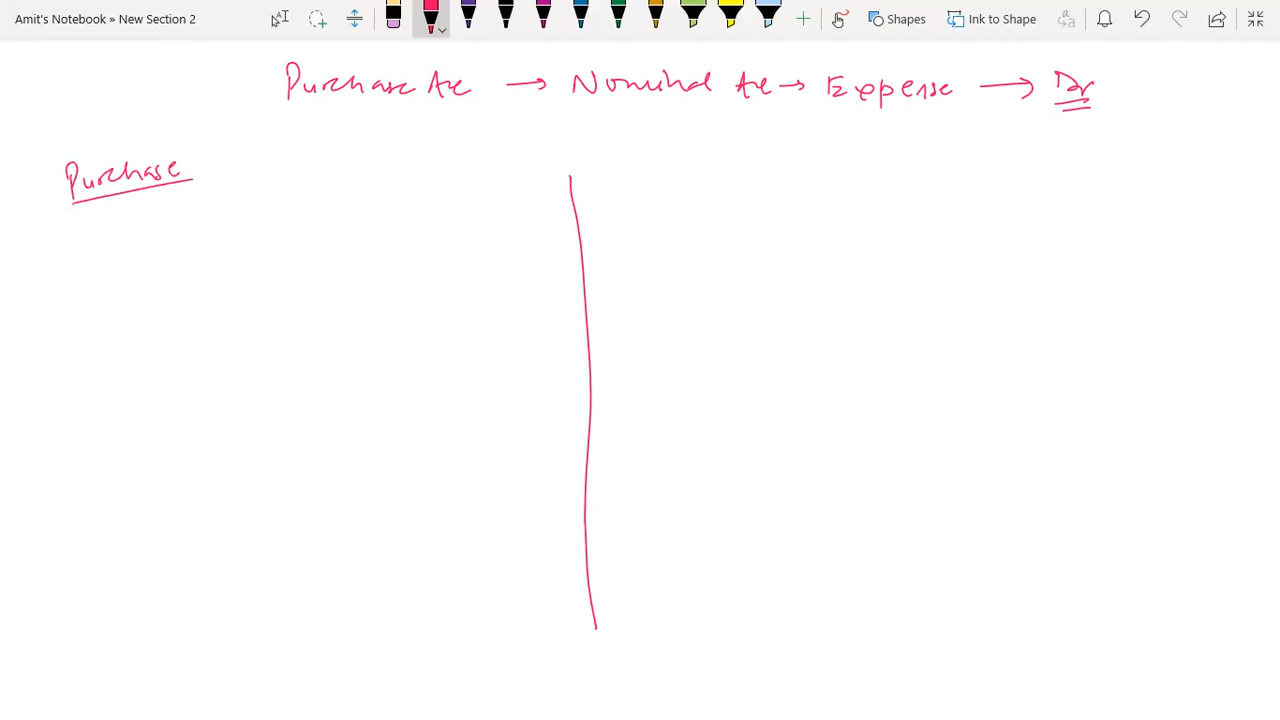 Amit's Notebook » New Section 2
Shapes
Ink to Shape
Purchase A/c → Nominal A/c → Expense → Dr
Purchase